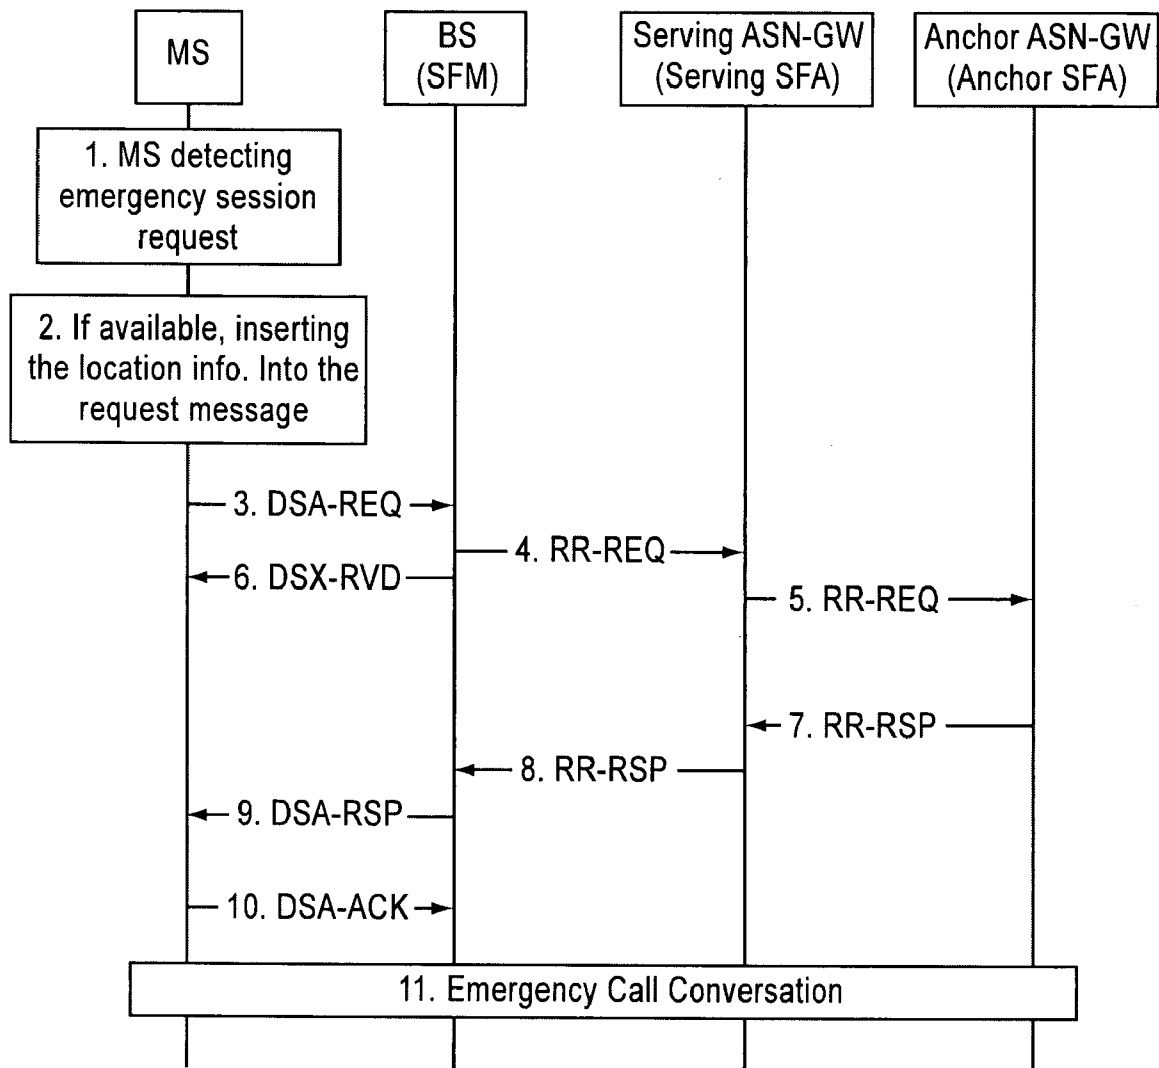 MS
BS
(SFM)
Serving ASN-GW
(Serving SFA)
Anchor ASN-GW
(Anchor SFA)
1. MS detecting
emergency session
request
2. If available, inserting
the location info. Into the
request message
3. DSA-REQ
4. RR-REQ
6. DSX-RVD
5. RR-REQ
7. RR-RSP
8. RR-RSP
9. DSA-RSP
10. DSA-ACK
11. Emergency Call Conversation